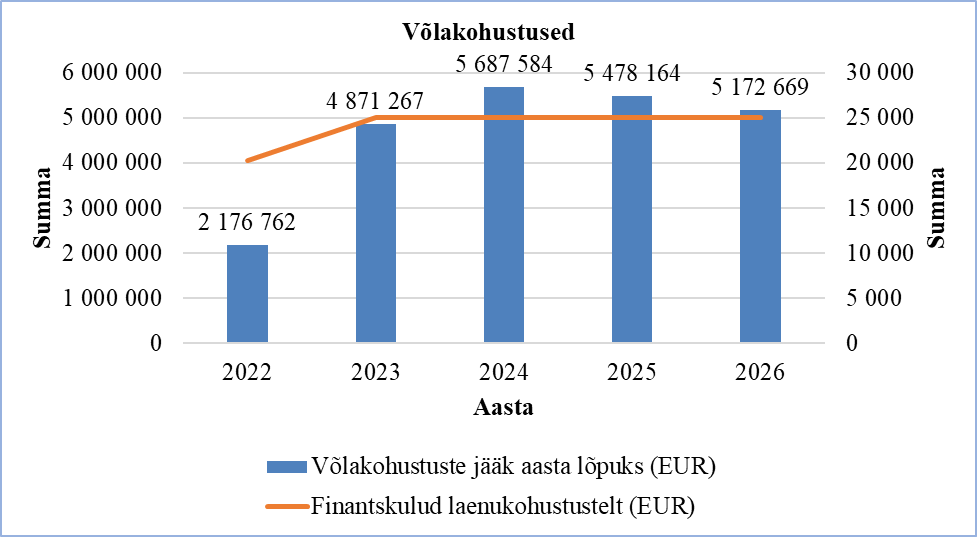 Võlakohustused
6 000 000
5 000 000
4 000 000
3 000 000
2 000 000
1 000 000
0
Summa
2 176 762
4 871 267
5 687 584
5 478 164
5 172 669
30 000
25 000
20 000
15 000
10 000
5 000
0
Summa
2022
2023
2024
2025
2026
Aasta
Võlakohustuste jääk aasta lõpuks (EUR)
Finantskulud laenukohustustelt (EUR)